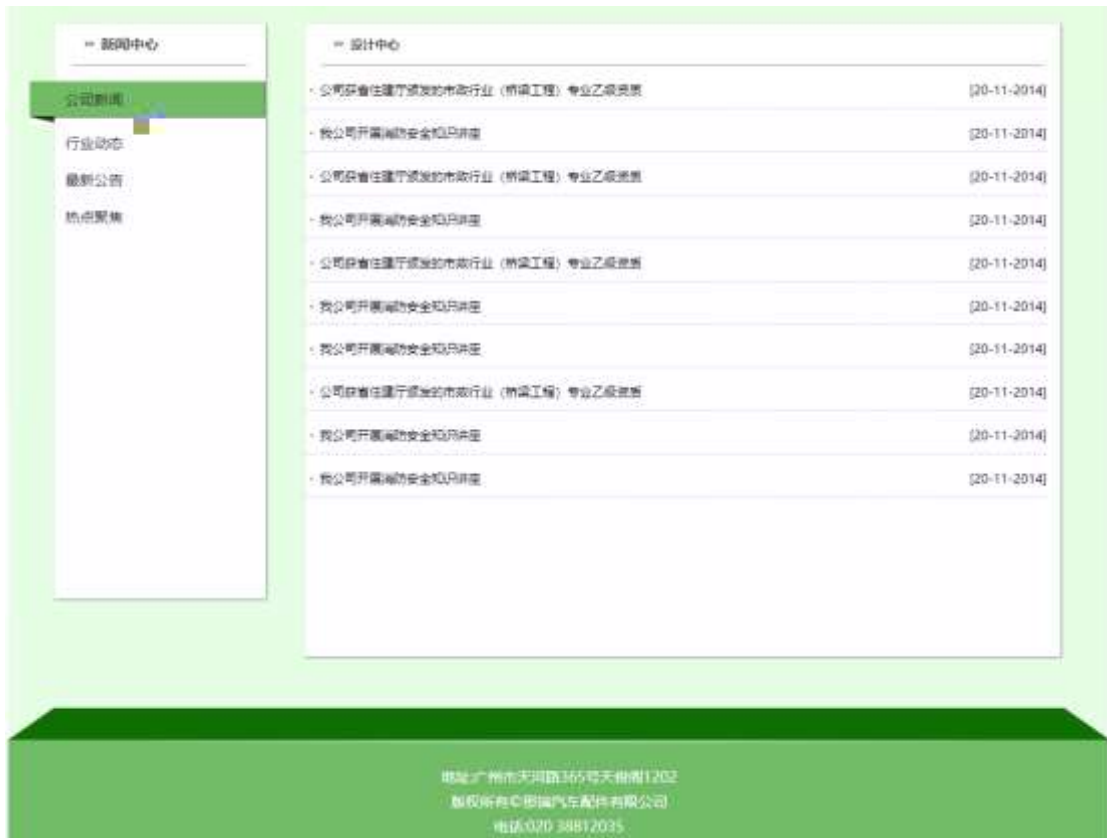 新闻中心
公司新闻
行业动态
最新公告
热点聚焦
设计中心
· 公司获省住建厅颁发的市政行业（桥梁工程）专业乙级资质 [20-11-2014]
· 我公司开展消防安全知识讲座 [20-11-2014]
· 公司获省住建厅颁发的市政行业（桥梁工程）专业乙级资质 [20-11-2014]
· 我公司开展消防安全知识讲座 [20-11-2014]
· 公司获省住建厅颁发的市政行业（桥梁工程）专业乙级资质 [20-11-2014]
· 我公司开展消防安全知识讲座 [20-11-2014]
· 我公司开展消防安全知识讲座 [20-11-2014]
· 公司获省住建厅颁发的市政行业（桥梁工程）专业乙级资质 [20-11-2014]
· 我公司开展消防安全知识讲座 [20-11-2014]
· 我公司开展消防安全知识讲座 [20-11-2014]
地址:广州市天河路365号天俊阁1202
版权所有©思瑞汽车配件有限公司
电话:020 38812035